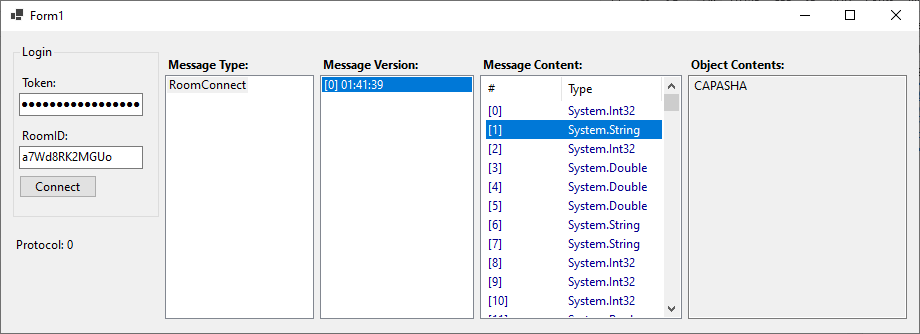 Form1
Login
Token:
●●●●●●●●●●●●●●●●●
RoomID:
a7Wd8RK2MGUo
Connect
Protocol: 0
Message Type:
RoomConnect
Message Version:
[0] 01:41:39
Message Content:
# Type
[0] System.Int32
[1] System.String
[2] System.Int32
[3] System.Double
[4] System.Double
[5] System.Double
[6] System.String
[7] System.String
[8] System.Int32
[9] System.Int32
[10] System.Int32
Object Contents:
CAPASHA